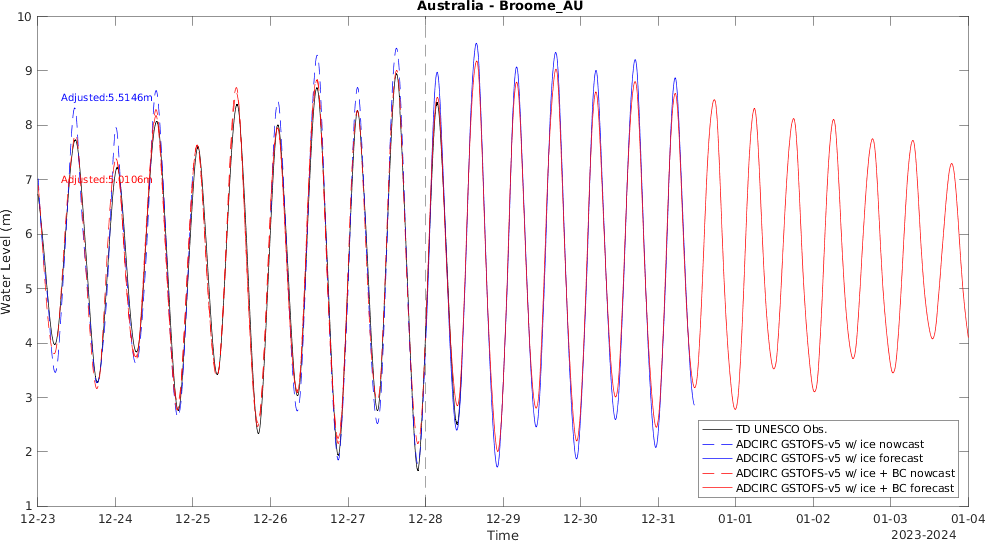 Australia - Broome_AU
10
9
8
7
6
5
4
3
2
1
Water Level (m)
Adjusted:5.5146m
Adjusted:5.0106m
TD UNESCO Obs.
ADCIRC GSTOFS-v5 w/ ice nowcast
ADCIRC GSTOFS-v5 w/ ice forecast
ADCIRC GSTOFS-v5 w/ ice + BC nowcast
ADCIRC GSTOFS-v5 w/ ice + BC forecast
12-23 12-24 12-25 12-26 12-27 12-28 12-29 12-30 12-31 01-01 01-02 01-03 01-04
Time
2023-2024